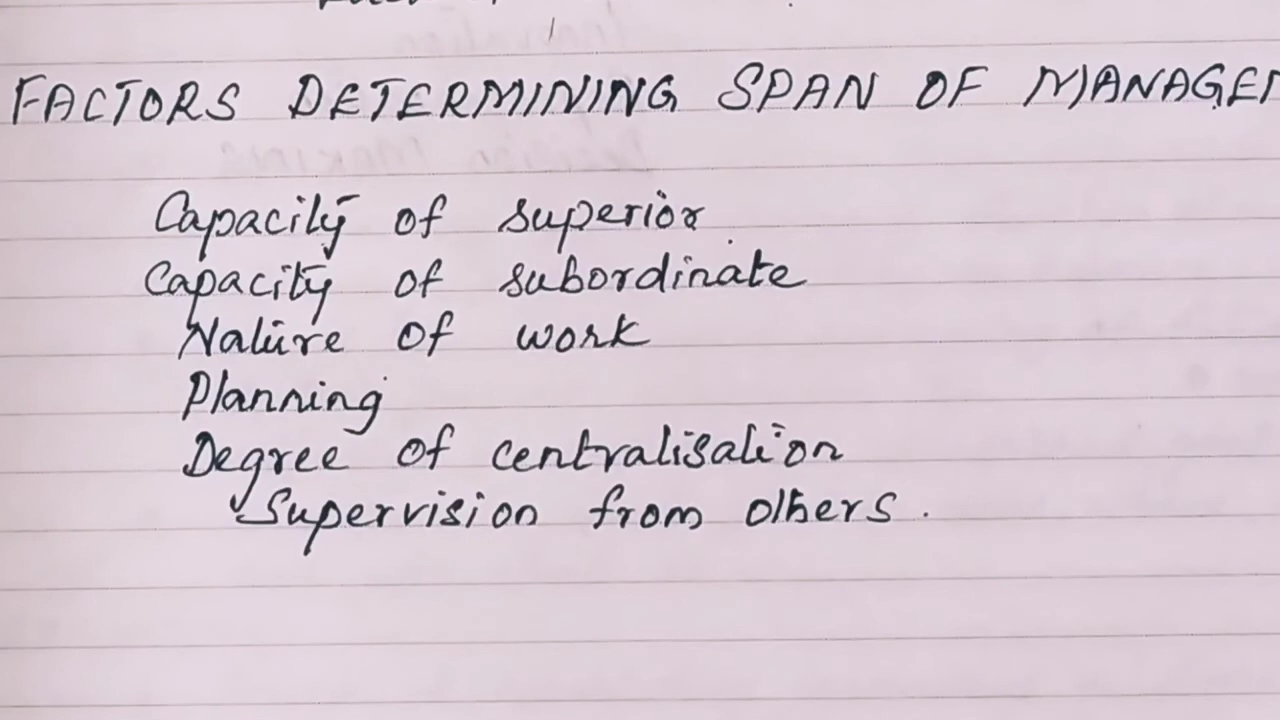 FACTORS DETERMINING SPAN OF MANAGEM
Capacity of superior
Capacity of subordinate
Nature of work
Planning
Degree of centralisation
Supervision from others.